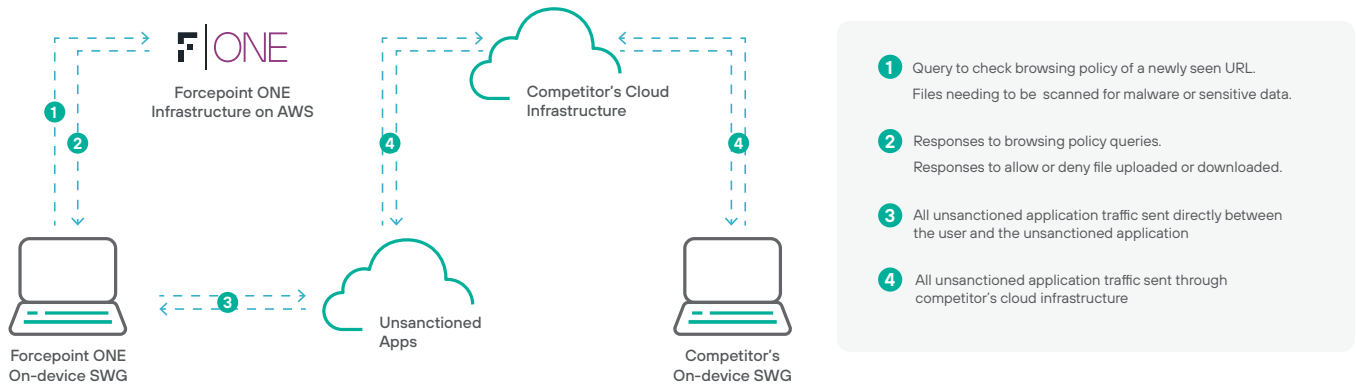 F|ONE
Forcepoint ONE
Infrastructure on AWS
1
2
Forcepoint ONE
On-device SWG
3
Unsanctioned
Apps
4
Competitor's Cloud
Infrastructure
4
Competitor's
On-device SWG
1 Query to check browsing policy of a newly seen URL.
Files needing to be scanned for malware or sensitive data.
2 Responses to browsing policy queries.
Responses to allow or deny file uploaded or downloaded.
3 All unsanctioned application traffic sent directly between
the user and the unsanctioned application
4 All unsanctioned application traffic sent through
competitor's cloud infrastructure